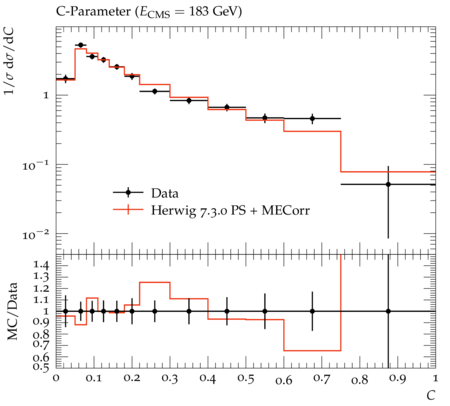 C-Parameter (E_CMS = 183 GeV)
1/σ dσ/dC
1
10⁻¹
10⁻²
Data
Herwig 7.3.0 PS + MECorr
MC/Data
1.4
1.3
1.2
1.1
1
0.9
0.8
0.7
0.6
0.5
0 0.1 0.2 0.3 0.4 0.5 0.6 0.7 0.8 0.9 1
C